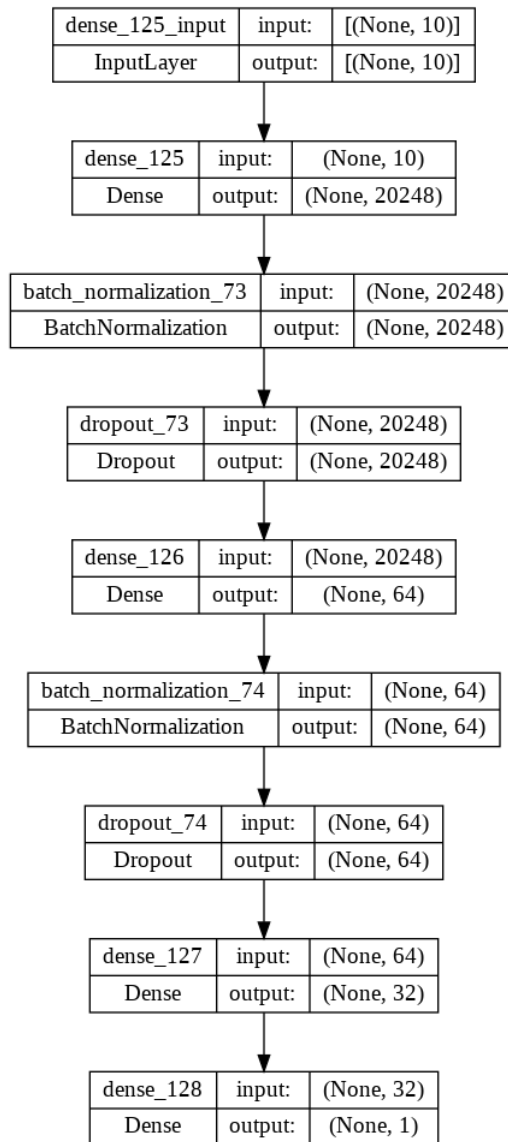 dense_125_input input: [(None, 10)]
InputLayer output: [(None, 10)]
dense_125 input: (None, 10)
Dense output: (None, 20248)
batch_normalization_73 input: (None, 20248)
BatchNormalization output: (None, 20248)
dropout_73 input: (None, 20248)
Dropout output: (None, 20248)
dense_126 input: (None, 20248)
Dense output: (None, 64)
batch_normalization_74 input: (None, 64)
BatchNormalization output: (None, 64)
dropout_74 input: (None, 64)
Dropout output: (None, 64)
dense_127 input: (None, 64)
Dense output: (None, 32)
dense_128 input: (None, 32)
Dense output: (None, 1)